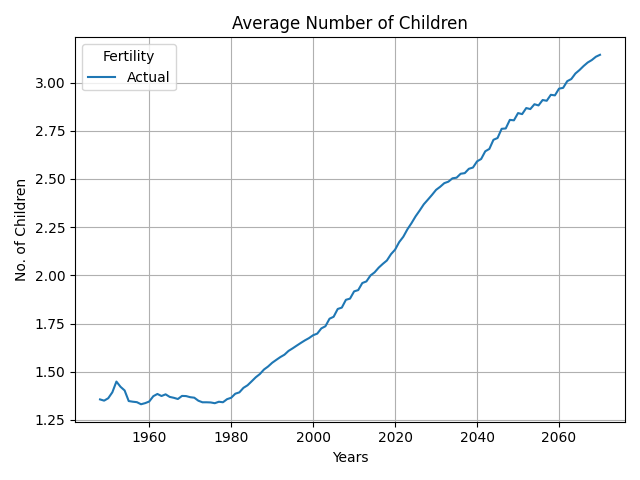 Average Number of Children
Fertility
Actual
No. of Children
3.00
2.75
2.50
2.25
2.00
1.75
1.50
1.25
1960 1980 2000 2020 2040 2060
Years